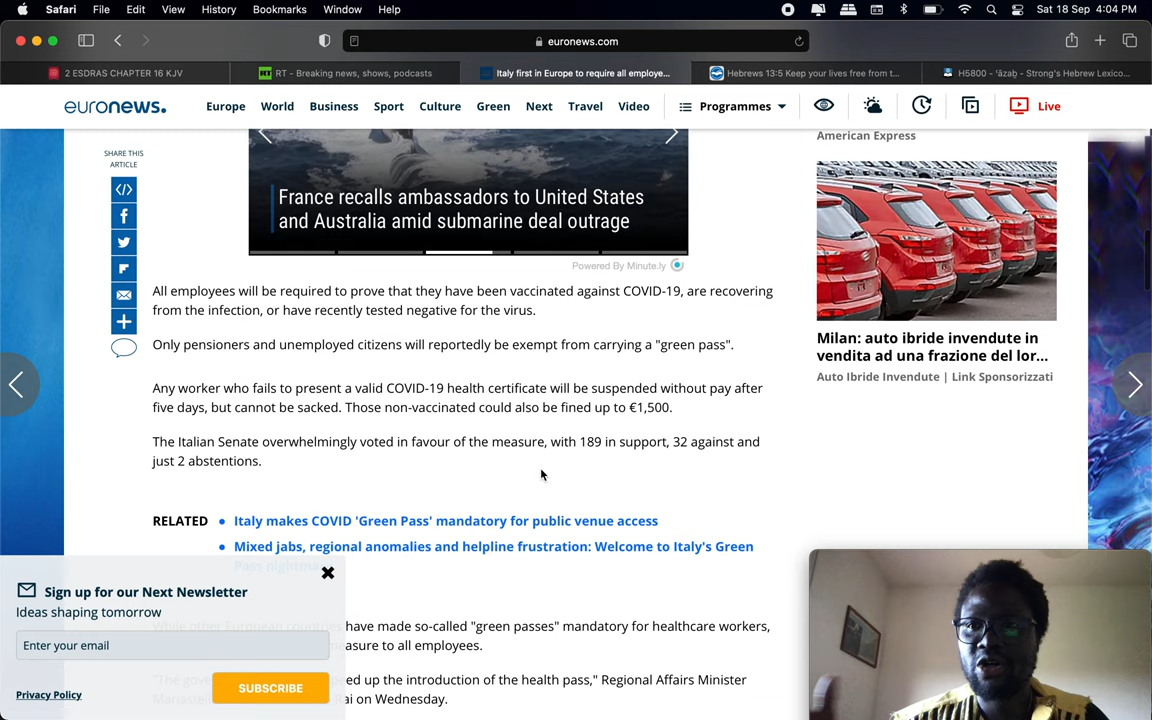 Safari File Edit View History Bookmarks Window Help Sat 18 Sep 4:04 PM
euronews.com
2 ESDRAS CHAPTER 16 KJV
RT - Breaking news, shows, podcasts
Italy first in Europe to require all employe...
Hebrews 13:5 Keep your lives free from t...
H5800 - ʿāzaḇ - Strong's Hebrew Lexico...
euronews.
Europe World Business Sport Culture Green Next Travel Video Programmes Live
SHARE THIS
ARTICLE
France recalls ambassadors to United States
and Australia amid submarine deal outrage
Powered By Minute.ly
American Express
Milan: auto ibride invendute in
vendita ad una frazione del lor...
Auto Ibride Invendute | Link Sponsorizzati
All employees will be required to prove that they have been vaccinated against COVID-19, are recovering
from the infection, or have recently tested negative for the virus.
Only pensioners and unemployed citizens will reportedly be exempt from carrying a "green pass".
Any worker who fails to present a valid COVID-19 health certificate will be suspended without pay after
five days, but cannot be sacked. Those non-vaccinated could also be fined up to €1,500.
The Italian Senate overwhelmingly voted in favour of the measure, with 189 in support, 32 against and
just 2 abstentions.
RELATED • Italy makes COVID 'Green Pass' mandatory for public venue access
• Mixed jabs, regional anomalies and helpline frustration: Welcome to Italy's Green
Pass
While other European countries have made so-called "green passes" mandatory for healthcare workers,
measure to all employees.
up the introduction of the health pass," Regional Affairs Minister
on Wednesday.
Sign up for our Next Newsletter
Ideas shaping tomorrow
Enter your email
SUBSCRIBE
Privacy Policy